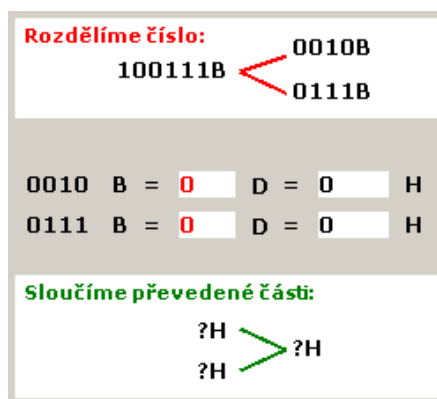 Rozdělíme číslo:
0010B
100111B
0111B
0010 B = 0 D = 0 H
0111 B = 0 D = 0 H
Sloučíme převedené části:
?H
?H
?H